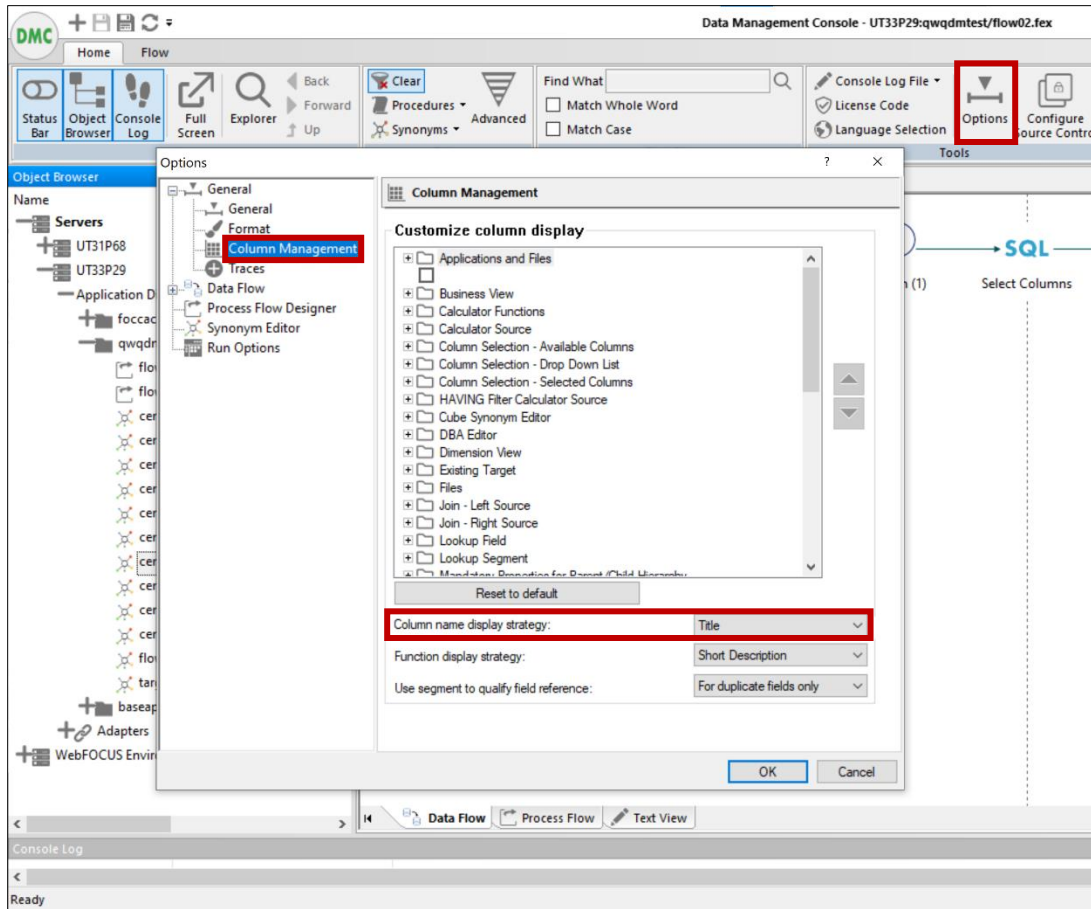 DMC
Data Management Console - UT33P29:qwqdmtest/flow02.fex
Home Flow
Status Bar
Object Browser
Console Log
Full Screen
Explorer
Back
Forward
Up
Clear
Procedures
Synonyms
Advanced
Find What
Match Whole Word
Match Case
Console Log File
License Code
Language Selection
Options
Configure
Source Contro
Tools
Object Browser
Name
Servers
UT31P68
UT33P29
Application D
foccac
qwqdr
flo
flo
cer
cer
cer
cer
cer
cer
cer
cer
cer
cer
flo
tar
baseap
Adapters
WebFOCUS Enviro
Options ? ×
General
General
Format
Column Management
Traces
Data Flow
Process Flow Designer
Synonym Editor
Run Options
Column Management
Customize column display
Applications and Files
Business View
Calculator Functions
Calculator Source
Column Selection - Available Columns
Column Selection - Drop Down List
Column Selection - Selected Columns
HAVING Filter Calculator Source
Cube Synonym Editor
DBA Editor
Dimension View
Existing Target
Files
Join - Left Source
Join - Right Source
Lookup Field
Lookup Segment
Mandatory Properties for Parent/Child Hierarchy
Reset to default
Column name display strategy: Title
Function display strategy: Short Description
Use segment to qualify field reference: For duplicate fields only
OK Cancel
SQL
(1) Select Columns
Data Flow Process Flow Text View
Console Log
Ready